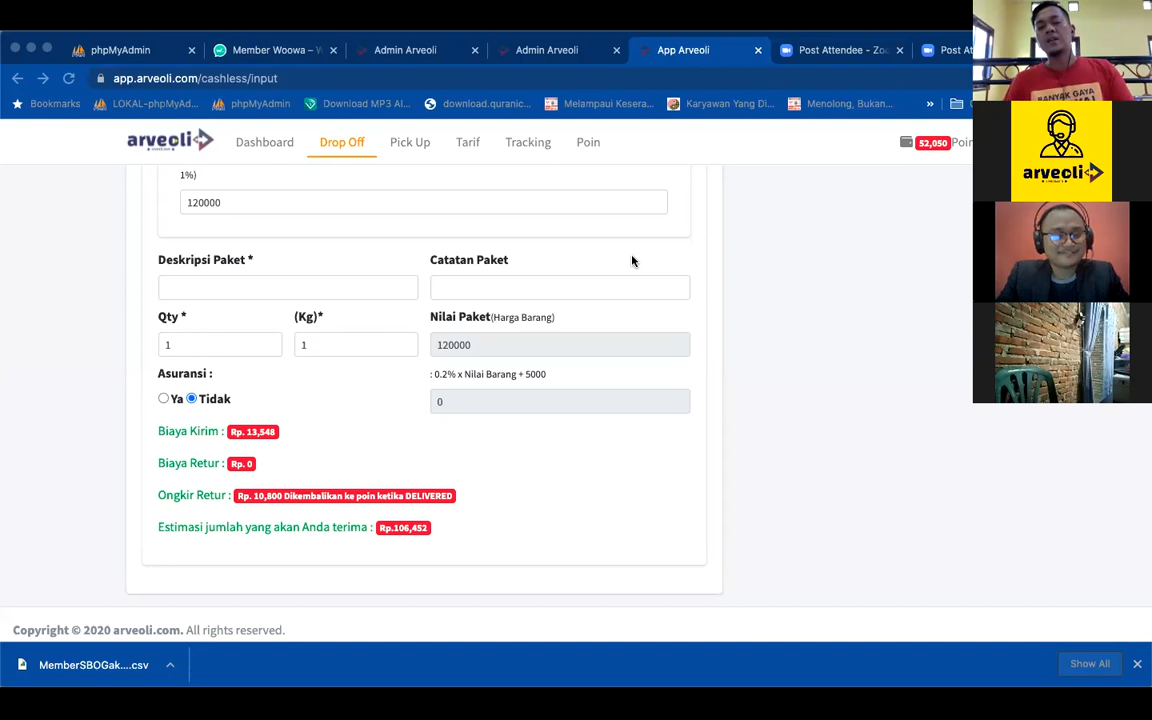 phpMyAdmin
Member Woowa – W
Admin Arveoli
Admin Arveoli
App Arveoli
Post Attendee - Zoo
Post At
app.arveoli.com/cashless/input
Bookmarks
LOKAL-phpMyAd...
phpMyAdmin
Download MP3 Al...
download.quranic...
Melampaui Kesera...
Karyawan Yang Di...
Menolong, Bukan...
»
arveoli
Dashboard
Drop Off
Pick Up
Tarif
Tracking
Poin
52,050
Poin
1%)
120000
Deskripsi Paket *
Catatan Paket
Qty *
(Kg)*
Nilai Paket(Harga Barang)
1
1
120000
Asuransi :
: 0.2% x Nilai Barang + 5000
Ya
Tidak
0
Biaya Kirim : Rp. 13,548
Biaya Retur : Rp. 0
Ongkir Retur : Rp. 10,800 Dikembalikan ke poin ketika DELIVERED
Estimasi jumlah yang akan Anda terima : Rp.106,452
Copyright © 2020 arveoli.com. All rights reserved.
MemberSBOGak....csv
Show All
BANYAK GAYA
arveoli